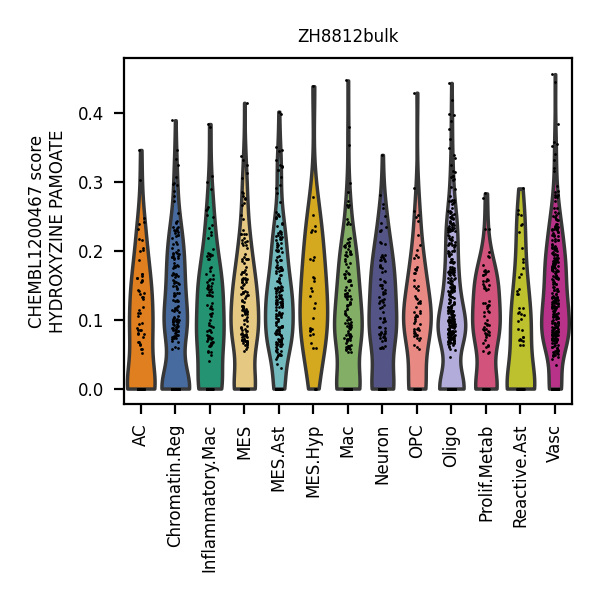 ZH8812bulk
CHEMBL1200467 score
HYDROXYZINE PAMOATE
0.4
0.3
0.2
0.1
0.0
AC
Chromatin.Reg
Inflammatory.Mac
MES
MES.Ast
MES.Hyp
Mac
Neuron
OPC
Oligo
Prolif.Metab
Reactive.Ast
Vasc